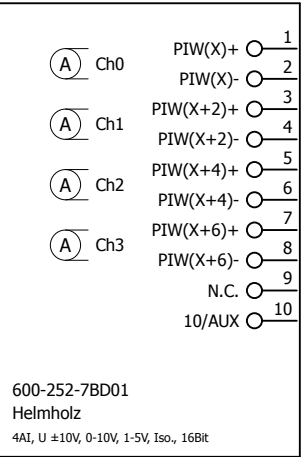 PIW(X)+ 1
A Ch0
PIW(X)- 2
PIW(X+2)+ 3
A Ch1
PIW(X+2)- 4
PIW(X+4)+ 5
A Ch2
PIW(X+4)- 6
PIW(X+6)+ 7
A Ch3
PIW(X+6)- 8
N.C. 9
10/AUX 10
600-252-7BD01
Helmholz
4AI, U ±10V, 0-10V, 1-5V, Iso., 16Bit